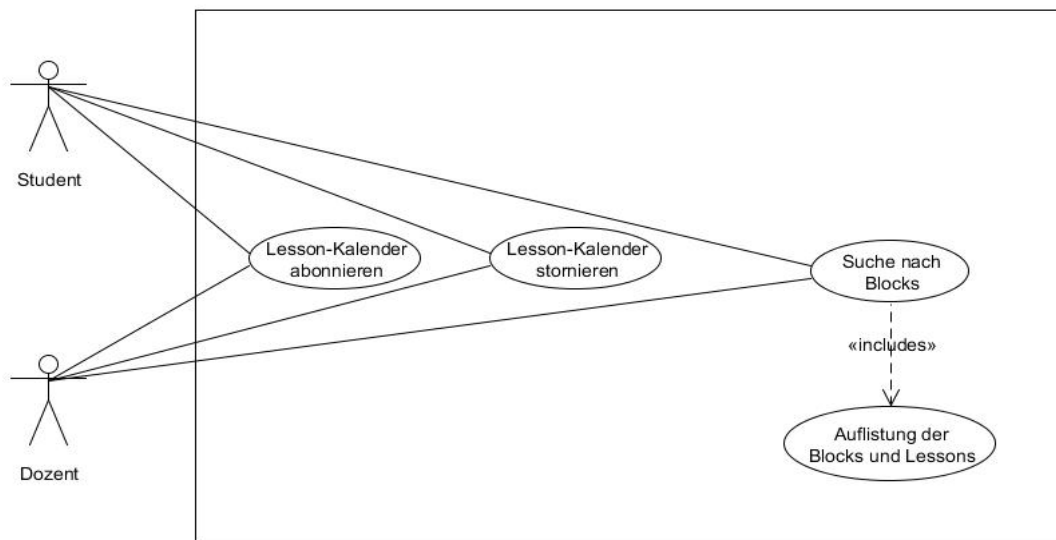 Student
Lesson-Kalender
abonnieren
Lesson-Kalender
stornieren
Suche nach
Blocks
«includes»
Auflistung der
Blocks und Lessons
Dozent